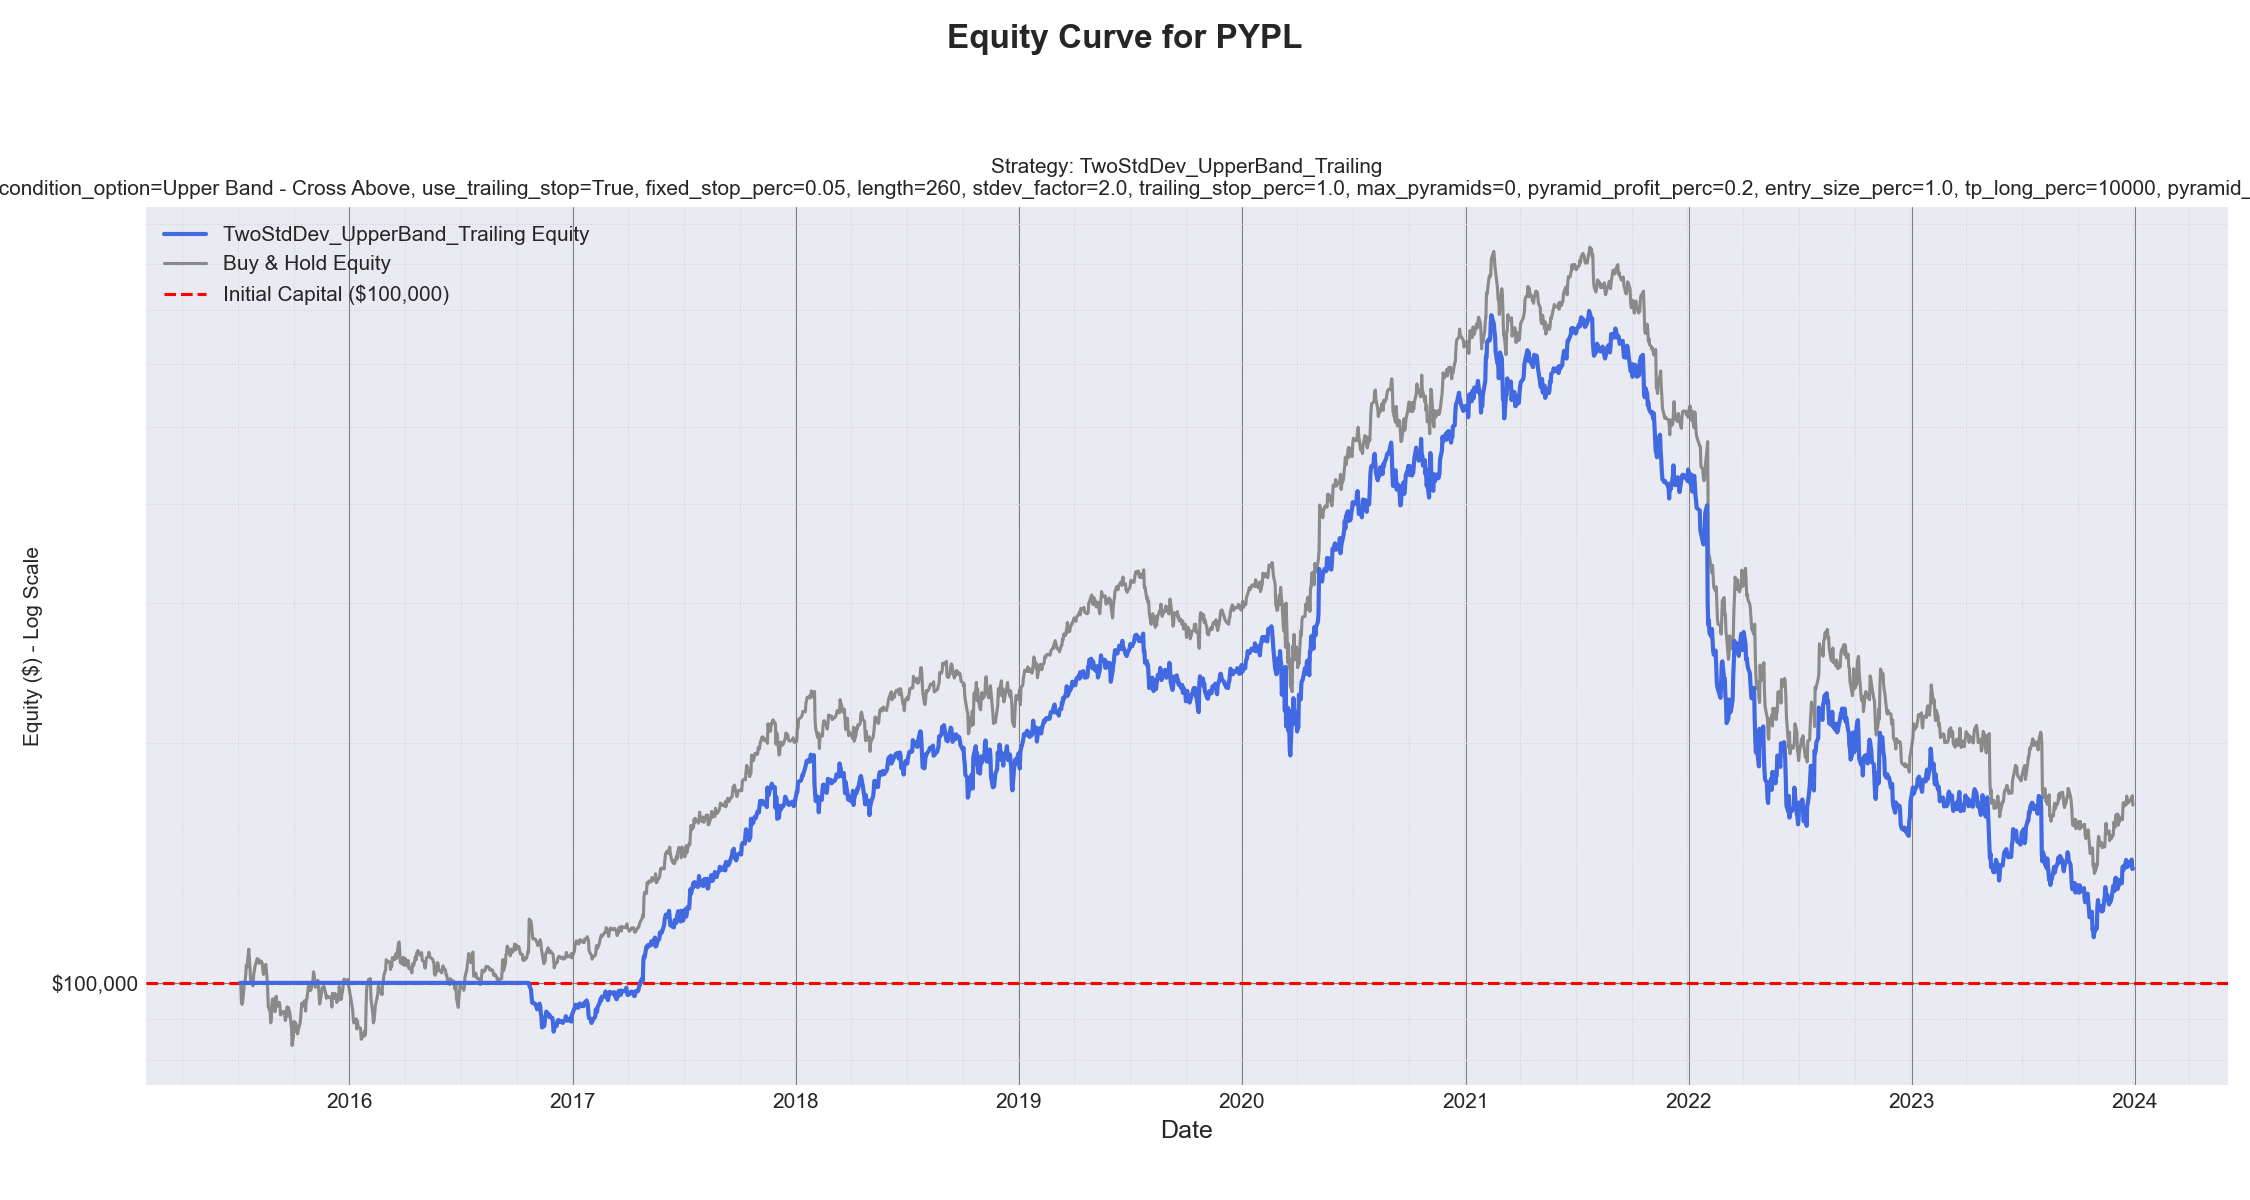 Equity Curve for PYPL
Strategy: TwoStdDev_UpperBand_Trailing
condition_option=Upper Band - Cross Above, use_trailing_stop=True, fixed_stop_perc=0.05, length=260, stdev_factor=2.0, trailing_stop_perc=1.0, max_pyramids=0, pyramid_profit_perc=0.2, entry_size_perc=1.0, tp_long_perc=10000, pyramid_
TwoStdDev_UpperBand_Trailing Equity
Buy & Hold Equity
Initial Capital ($100,000)
Equity ($) - Log Scale
$100,000
2016 2017 2018 2019 2020 2021 2022 2023 2024
Date